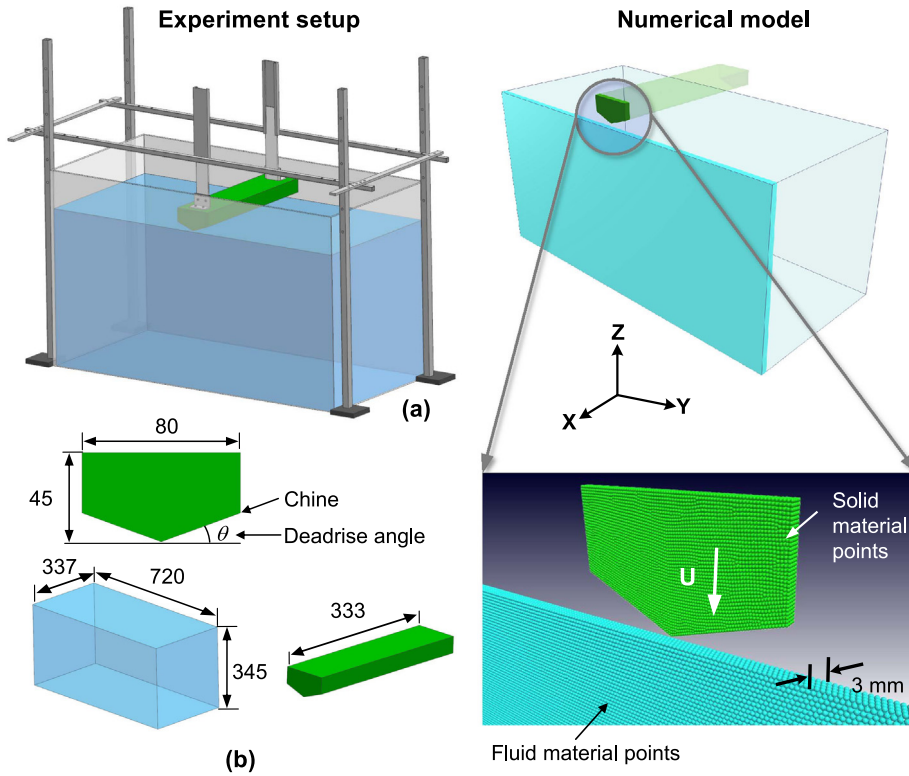 Experiment setup
Numerical model
(a)
Z
X
Y
80
45
Chine
θ
Deadrise angle
337
720
333
345
(b)
Solid
material
points
U
3 mm
Fluid material points